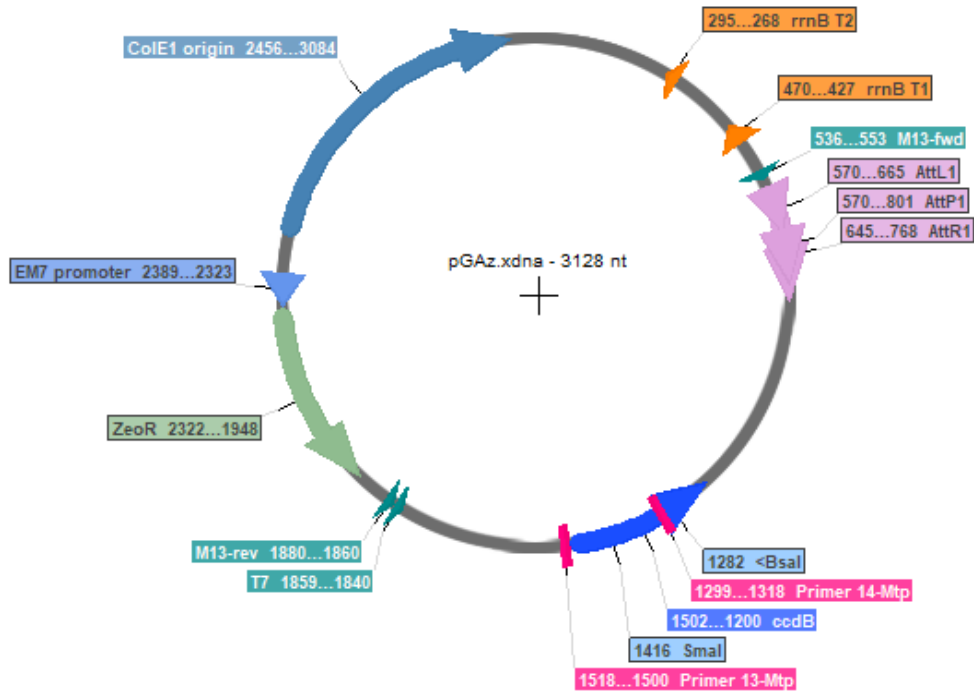 295...268 rrnB T2
ColE1 origin 2456...3084
470...427 rrnB T1
536...553 M13-fwd
570...665 AttL1
570...801 AttP1
645...768 AttR1
pGAz.xdna - 3128 nt
EM7 promoter 2389...2323
ZeoR 2322...1948
M13-rev 1880...1860
T7 1859...1840
1282 <BsaI
1299...1318 Primer 14-Mtp
1502...1200 ccdB
1416 SmaI
1518...1500 Primer 13-Mtp